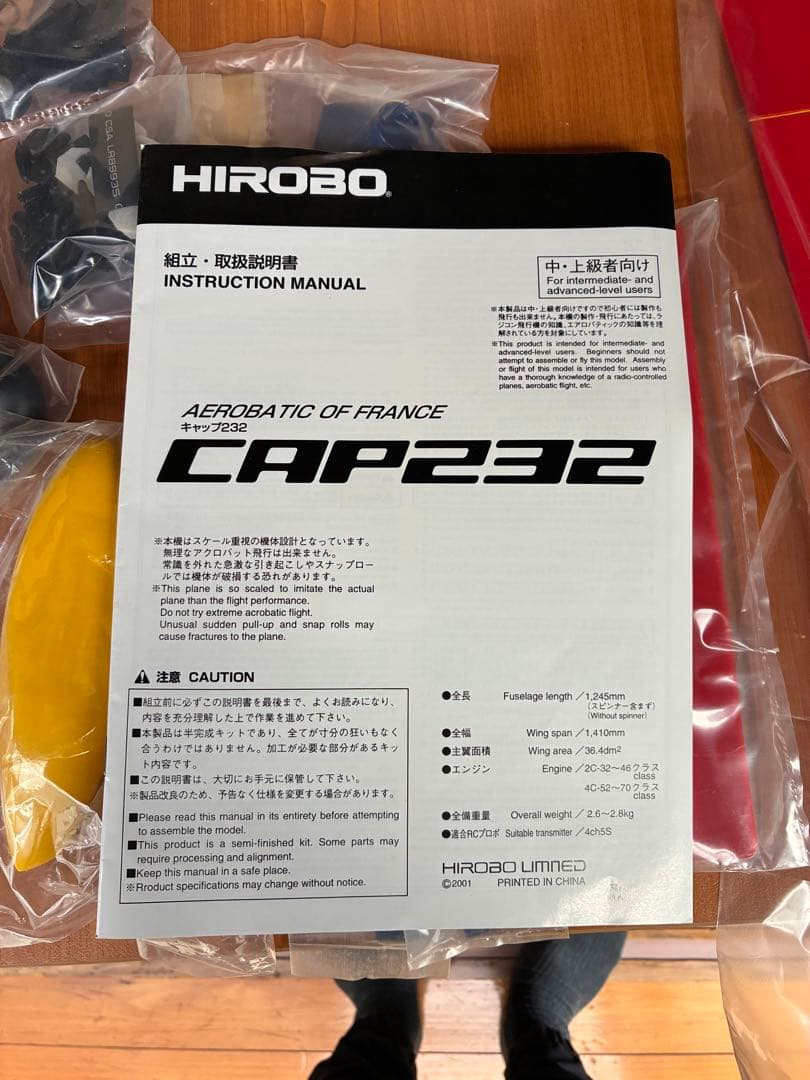 CSA LRB9935
HIROBO®
組立・取扱説明書
INSTRUCTION MANUAL
中・上級者向け
For intermediate- and
advanced-level users
※本製品は中・上級者向けですので初心者には製作も
飛行も出来ません。本機の製作・飛行にあたっては、ラ
ジコン飛行機の知識、エアロバティックの知識等を理
解されている方を対象にしています。
※This product is intended for intermediate- and
advanced-level users. Beginners should not
attempt to assemble or fly this model. Assembly
or flight of this model is intended for users who
have a thorough knowledge of a radio-controlled
planes, aerobatic flight, etc.
AEROBATIC OF FRANCE
キャップ232
CAP232
※本機はスケール重視の機体設計となっています。
無理なアクロバット飛行は出来ません。
常識を外れた急激な引き起こしやスナップロー
ルでは機体が破損する恐れがあります。
※This plane is so scaled to imitate the actual
plane than the flight performance.
Do not try extreme acrobatic flight.
Unusual sudden pull-up and snap rolls may
cause fractures to the plane.
注意 CAUTION
■組立前に必ずこの説明書を最後まで、よくお読みになり、
内容を充分理解した上で作業を進めて下さい。
■本製品は半完成キットであり、全てが寸分の狂いもなく
合うわけではありません。加工が必要な部分があるキッ
ト内容です。
■この説明書は、大切にお手元に保管して下さい。
※製品改良のため、予告なく仕様を変更する場合があります。
■Please read this manual in its entirety before attempting
to assemble the model.
■This product is a semi-finished kit. Some parts may
require processing and alignment.
■Keep this manual in a safe place.
※Rroduct specifications may change without notice.
●全長 Fuselage length／1,245mm
（スピンナー含まず）
（Without spinner）
●全幅 Wing span／1,410mm
●主翼面積 Wing area／36.4dm²
●エンジン Engine／2C-32〜46クラス
class
4C-52〜70クラス
class
●全備重量 Overall weight／2.6〜2.8kg
●適合RCプロポ Suitable transmitter／4ch5S
HIROBO LIMITED
©2001 PRINTED IN CHINA